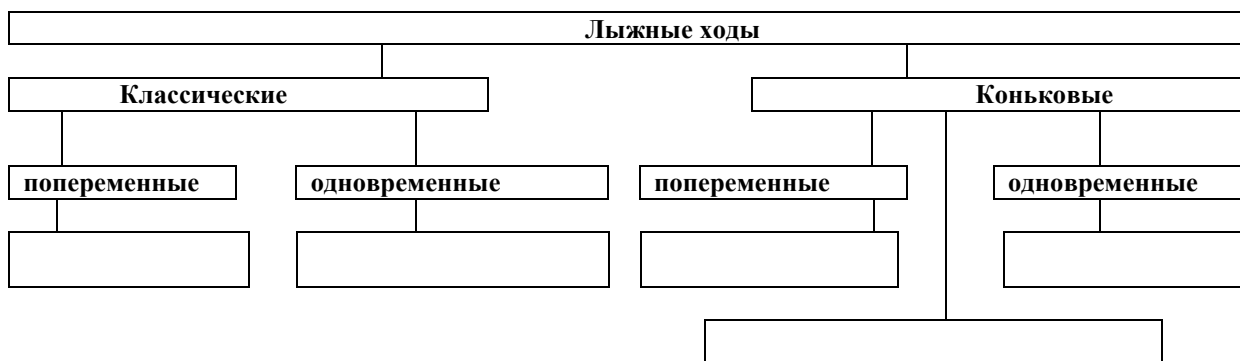 Лыжные ходы
Классические
Коньковые
попеременные
одновременные
попеременные
одновременные